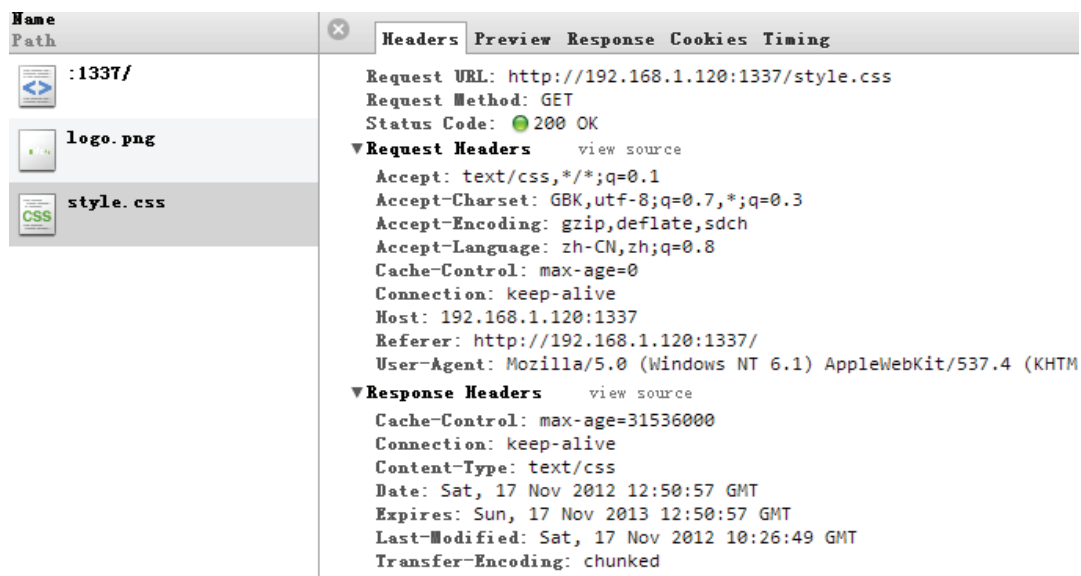 Name
Path
:1337/
logo.png
style.css
CSS
Headers Preview Response Cookies Timing
Request URL: http://192.168.1.120:1337/style.css
Request Method: GET
Status Code: 200 OK
▼Request Headers view source
Accept: text/css,*/*;q=0.1
Accept-Charset: GBK,utf-8;q=0.7,*;q=0.3
Accept-Encoding: gzip,deflate,sdch
Accept-Language: zh-CN,zh;q=0.8
Cache-Control: max-age=0
Connection: keep-alive
Host: 192.168.1.120:1337
Referer: http://192.168.1.120:1337/
User-Agent: Mozilla/5.0 (Windows NT 6.1) AppleWebKit/537.4 (KHTM
▼Response Headers view source
Cache-Control: max-age=31536000
Connection: keep-alive
Content-Type: text/css
Date: Sat, 17 Nov 2012 12:50:57 GMT
Expires: Sun, 17 Nov 2013 12:50:57 GMT
Last-Modified: Sat, 17 Nov 2012 10:26:49 GMT
Transfer-Encoding: chunked